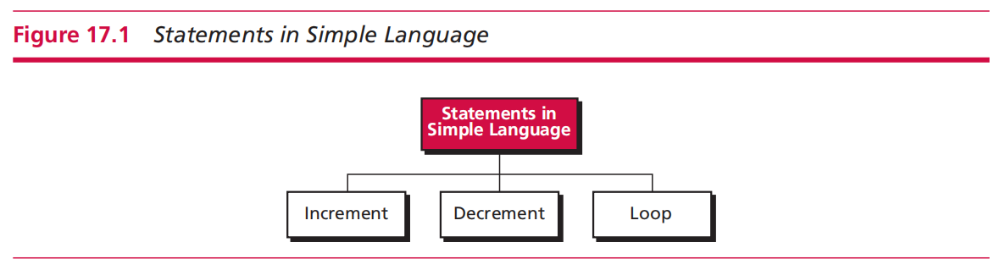 Figure 17.1 Statements in Simple Language
Statements in
Simple Language
Increment Decrement Loop